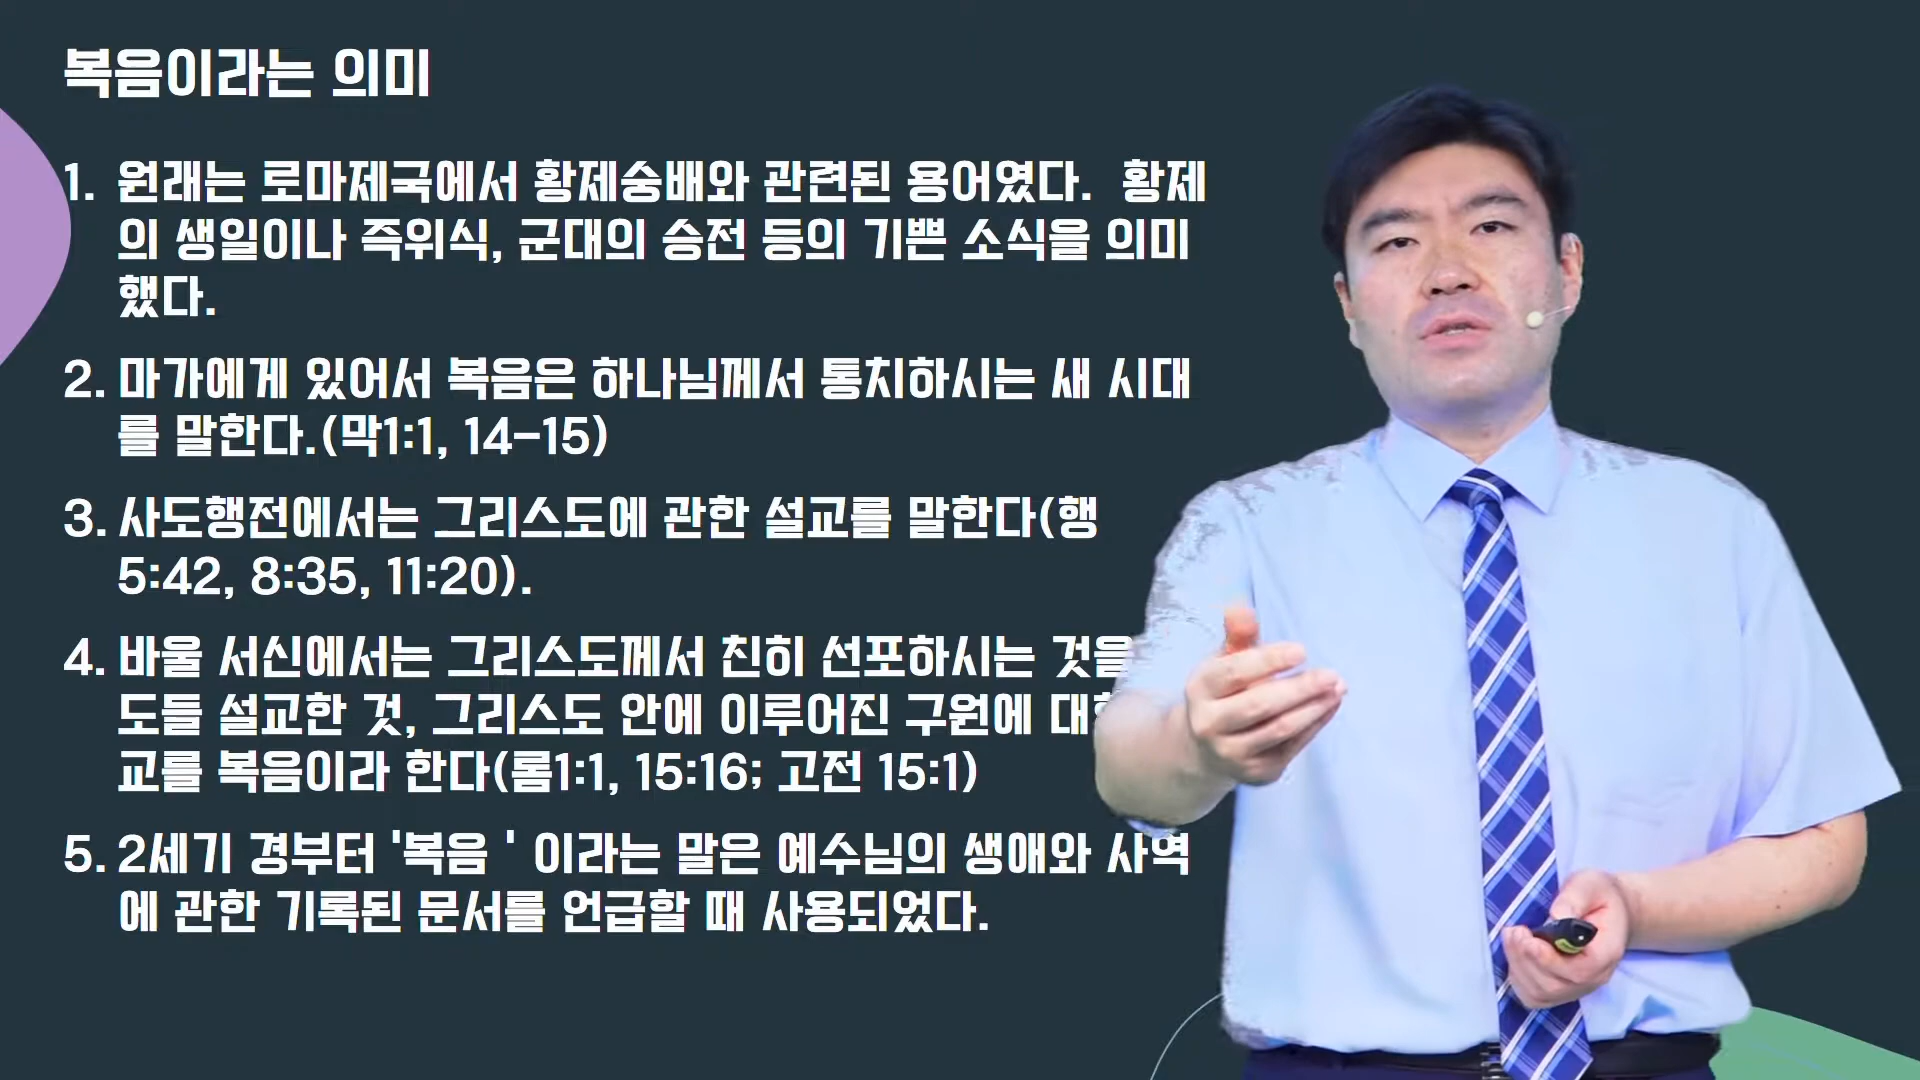 복음이라는 의미
1. 원래는 로마제국에서 황제숭배와 관련된 용어였다. 황제
의 생일이나 즉위식, 군대의 승전 등의 기쁜 소식을 의미
했다.
2. 마가에게 있어서 복음은 하나님께서 통치하시는 새 시대
를 말한다.(막1:1, 14-15)
3. 사도행전에서는 그리스도에 관한 설교를 말한다(행
5:42, 8:35, 11:20).
4. 바울 서신에서는 그리스도께서 친히 선포하시는 것을
도들 설교한 것, 그리스도 안에 이루어진 구원에
교를 복음이라 한다(롬1:1, 15:16; 고전 15:1)
5. 2세기 경부터 '복음 ' 이라는 말은 예수님의 생애와 사역
에 관한 기록된 문서를 언급할 때 사용되었다.